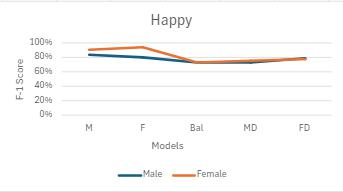 Happy
100%
80%
60%
40%
20%
0%
F-1 Score
M F Bal MD FD
Models
Male Female